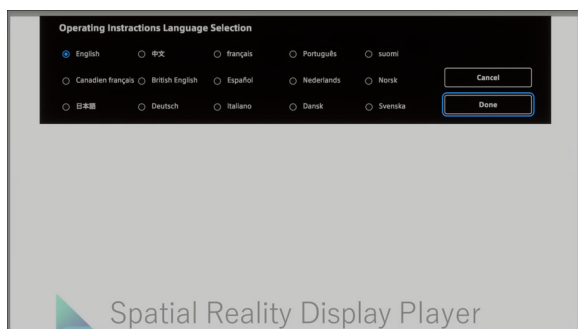 Operating Instructions Language Selection
English 中文 français Português suomi
Canadien français British English Español Nederlands Norsk Cancel
日本語 Deutsch Italiano Dansk Svenska Done
Spatial Reality Display Player